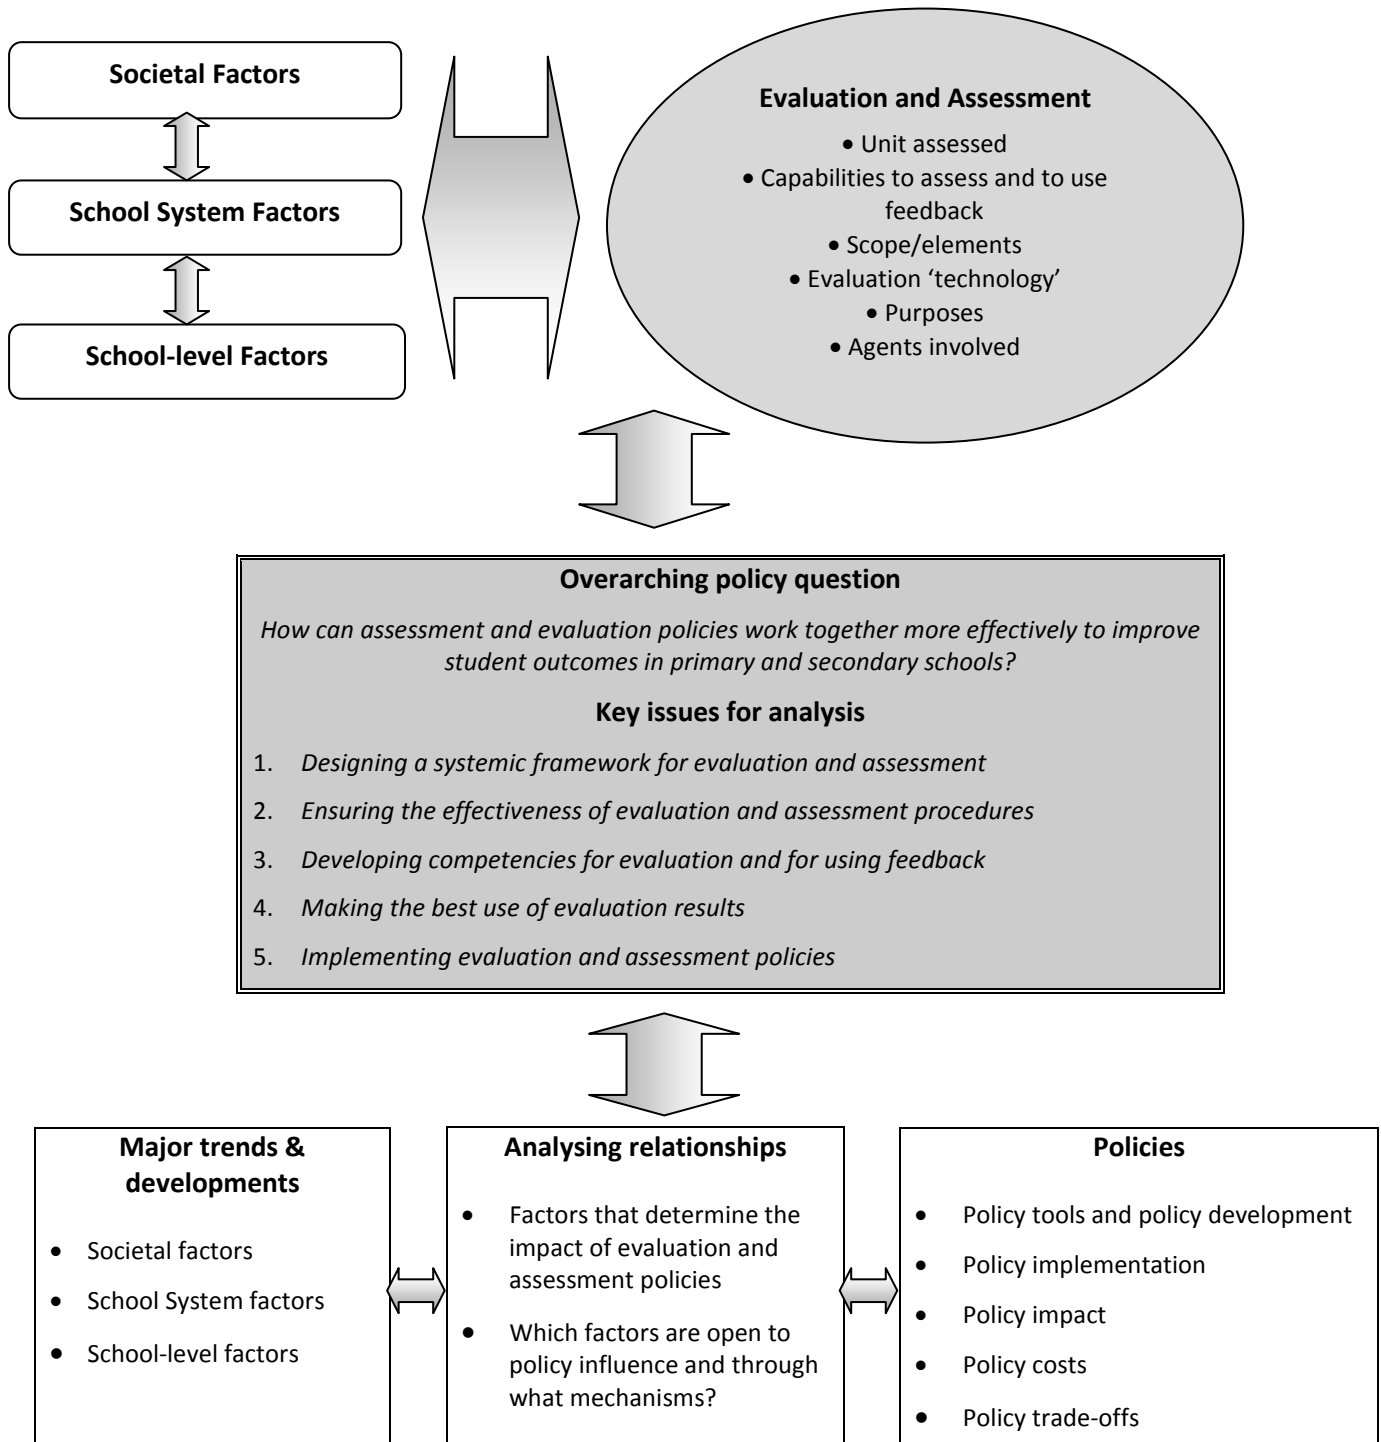 Societal Factors
School System Factors
School-level Factors
Evaluation and Assessment
• Unit assessed
• Capabilities to assess and to use
feedback
• Scope/elements
• Evaluation ‘technology’
• Purposes
• Agents involved
Overarching policy question
How can assessment and evaluation policies work together more effectively to improve
student outcomes in primary and secondary schools?
Key issues for analysis
1. Designing a systemic framework for evaluation and assessment
2. Ensuring the effectiveness of evaluation and assessment procedures
3. Developing competencies for evaluation and for using feedback
4. Making the best use of evaluation results
5. Implementing evaluation and assessment policies
Major trends &
developments
• Societal factors
• School System factors
• School-level factors
Analysing relationships
• Factors that determine the
impact of evaluation and
assessment policies
• Which factors are open to
policy influence and through
what mechanisms?
Policies
• Policy tools and policy development
• Policy implementation
• Policy impact
• Policy costs
• Policy trade-offs